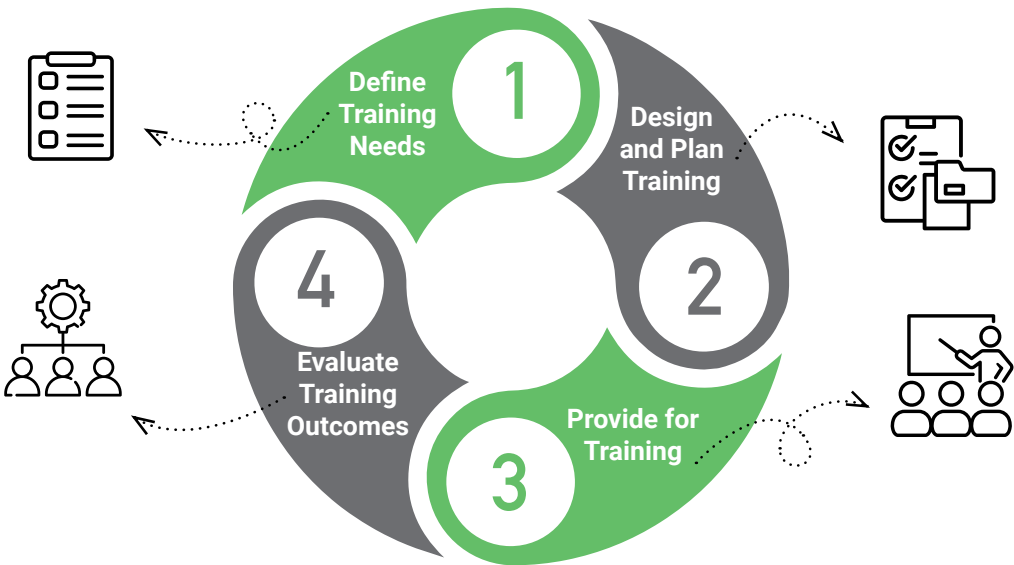 1
Define
Training
Needs
Design
and Plan
Training
2
Provide for
Training
3
4
Evaluate
Training
Outcomes